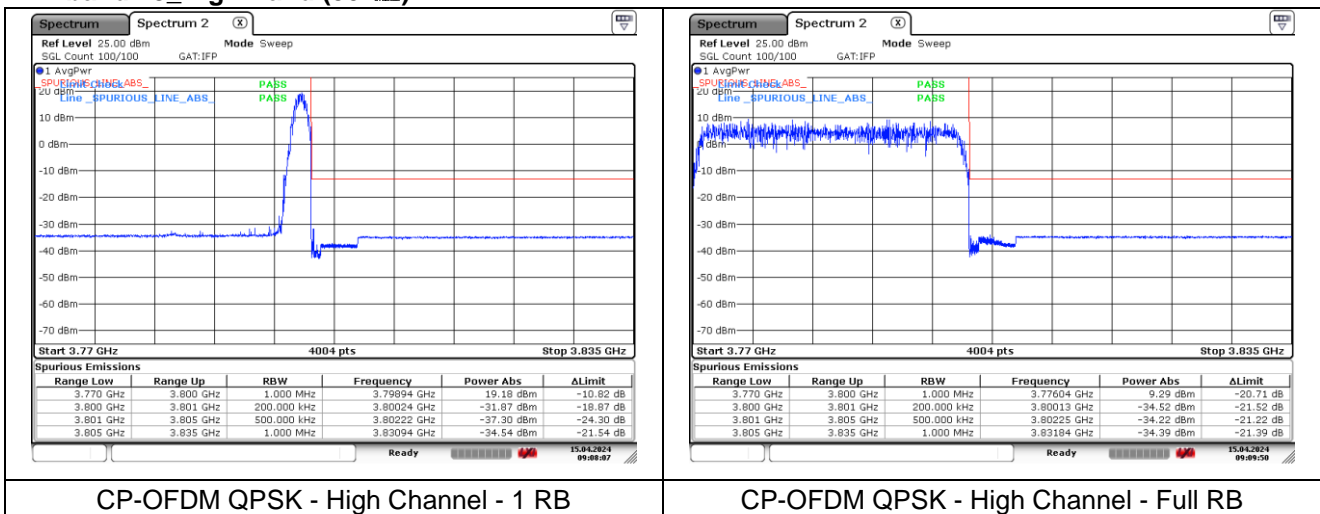 Spectrum Spectrum 2 X
Ref Level 25.00 dBm Mode Sweep
SGL Count 100/100 GAT:IFP
1 AvgPwr
_SPURIOUS_LINE_ABS_ PASS
Line _SPURIOUS_LINE_ABS_ PASS
20 dBm
10 dBm
0 dBm
-10 dBm
-20 dBm
-30 dBm
-40 dBm
-50 dBm
-60 dBm
-70 dBm
Start 3.77 GHz 4004 pts Stop 3.835 GHz
Spurious Emissions
Range Low Range Up RBW Frequency Power Abs ΔLimit
3.770 GHz 3.800 GHz 1.000 MHz 3.79894 GHz 19.18 dBm -10.82 dB
3.800 GHz 3.801 GHz 200.000 kHz 3.80024 GHz -31.87 dBm -18.87 dB
3.801 GHz 3.805 GHz 500.000 kHz 3.80222 GHz -37.30 dBm -24.30 dB
3.805 GHz 3.835 GHz 1.000 MHz 3.83094 GHz -34.54 dBm -21.54 dB
Ready 15.04.2024
09:08:07
CP-OFDM QPSK - High Channel - 1 RB
Spectrum Spectrum 2 X
Ref Level 25.00 dBm Mode Sweep
SGL Count 100/100 GAT:IFP
1 AvgPwr
_SPURIOUS_LINE_ABS_ PASS
Line _SPURIOUS_LINE_ABS_ PASS
20 dBm
10 dBm
0 dBm
-10 dBm
-20 dBm
-30 dBm
-40 dBm
-50 dBm
-60 dBm
-70 dBm
Start 3.77 GHz 4004 pts Stop 3.835 GHz
Spurious Emissions
Range Low Range Up RBW Frequency Power Abs ΔLimit
3.770 GHz 3.800 GHz 1.000 MHz 3.77604 GHz 9.29 dBm -20.71 dB
3.800 GHz 3.801 GHz 200.000 kHz 3.80013 GHz -34.52 dBm -21.52 dB
3.801 GHz 3.805 GHz 500.000 kHz 3.80225 GHz -34.22 dBm -21.22 dB
3.805 GHz 3.835 GHz 1.000 MHz 3.83184 GHz -34.39 dBm -21.39 dB
Ready 15.04.2024
09:09:50
CP-OFDM QPSK - High Channel - Full RB